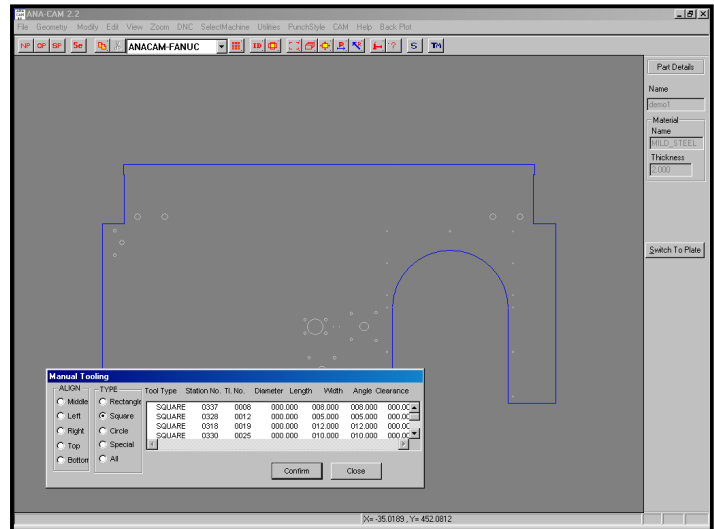 ANA-CAM 2.2
File Geometry Modify Edit View Zoom DNC SelectMachine Utilities PunchStyle CAM Help Back Plot
NP OP SP Se ANACAM-FANUC ID P ? S TM
Part Details
Name
demo1
Material
Name
MILD_STEEL
Thickness
2.000
Switch To Plate
Manual Tooling
ALIGN TYPE Tool Type Station No. Tl. No. Diameter Length Width Angle Clearance
Middle Rectangle SQUARE 0337 0008 000.000 008.000 008.000 000.00
Left Square SQUARE 0328 0012 000.000 005.000 005.000 000.00
Right Circle SQUARE 0318 0019 000.000 012.000 012.000 000.00
Top Special SQUARE 0330 0025 000.000 010.000 010.000 000.00
Bottom All
Confirm Close
X= -35.0189 , Y= 452.0812